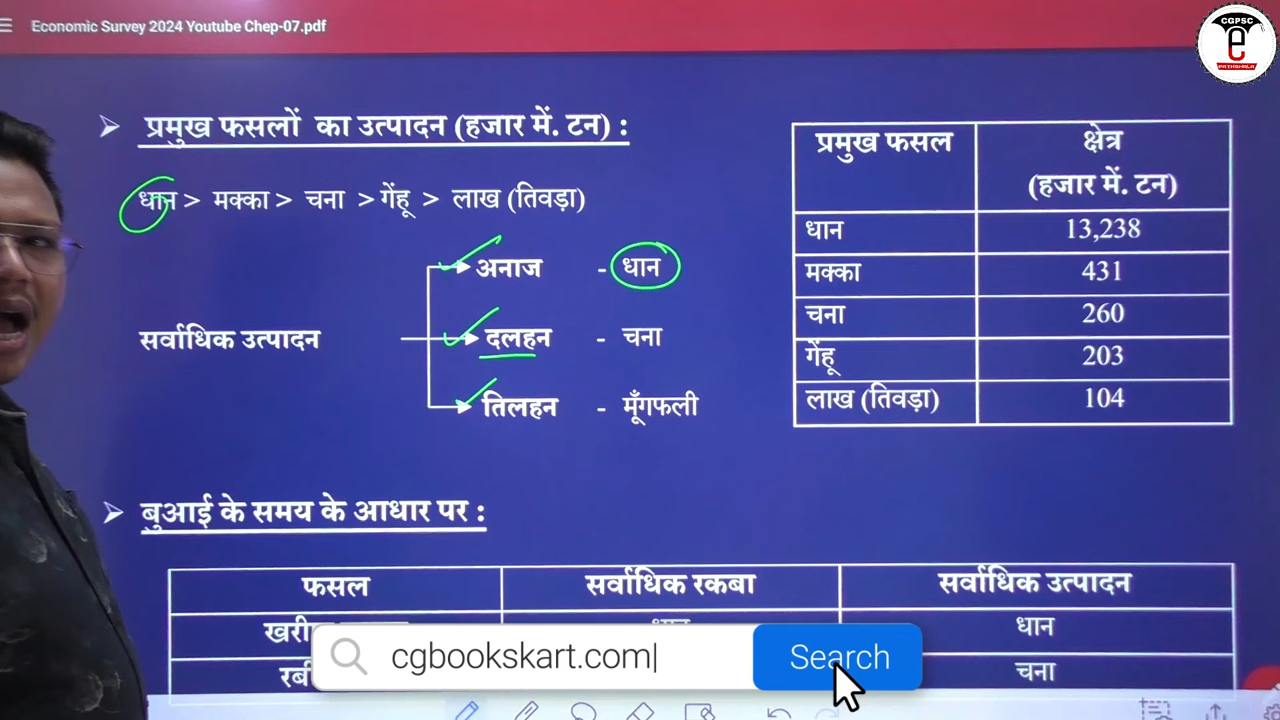 Economic Survey 2024 Youtube Chep-07.pdf
CGPSC
e
PATHSHALA
प्रमुख फसलों का उत्पादन (हजार में. टन) :
धान > मक्का > चना > गेंहू > लाख (तिवड़ा)
सर्वाधिक उत्पादन
अनाज - धान
दलहन - चना
तिलहन - मूँगफली
प्रमुख फसल क्षेत्र (हजार में. टन)
धान 13,238
मक्का 431
चना 260
गेंहू 203
लाख (तिवड़ा) 104
बुआई के समय के आधार पर :
फसल सर्वाधिक रकबा सर्वाधिक उत्पादन
धान
चना
cgbookskart.com
Search